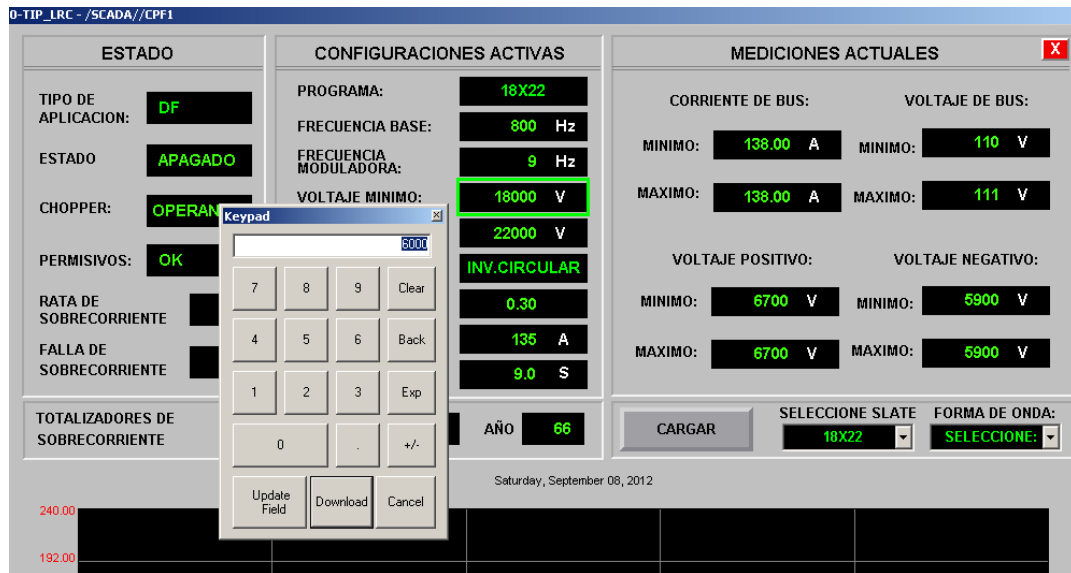 0-TIP_LRC - /SCADA//CPF1
ESTADO
TIPO DE
APLICACION:
DF
ESTADO
APAGADO
CHOPPER:
PERMISIVOS:
OK
RATA DE
SOBRECORRIENTE
FALLA DE
SOBRECORRIENTE
CONFIGURACIONES ACTIVAS
PROGRAMA:
18X22
FRECUENCIA BASE:
800 Hz
FRECUENCIA
MODULADORA:
9 Hz
VOLTAJE MINIMO:
18000 V
22000 V
INV.CIRCULAR
0.30
135 A
9.0 S
MEDICIONES ACTUALES
X
CORRIENTE DE BUS:
MINIMO: 138.00 A
MAXIMO: 138.00 A
VOLTAJE DE BUS:
MINIMO: 110 V
MAXIMO: 111 V
VOLTAJE POSITIVO:
MINIMO: 6700 V
MAXIMO: 6700 V
VOLTAJE NEGATIVO:
MINIMO: 5900 V
MAXIMO: 5900 V
Keypad
6000
7 8 9 Clear
4 5 6 Back
1 2 3 Exp
0 . +/-
Update
Field
Download
Cancel
TOTALIZADORES DE
SOBRECORRIENTE
AÑO 66
CARGAR
SELECCIONE SLATE
18X22
FORMA DE ONDA:
SELECCIONE:
Saturday, September 08, 2012
240.00
192.00